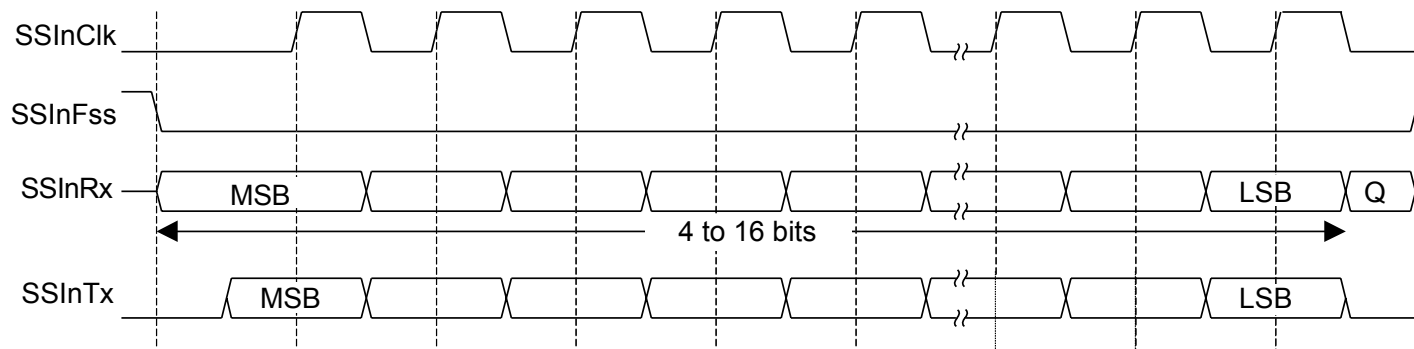 SSInClk
SSInFss
SSInRx MSB LSB Q
4 to 16 bits
SSInTx MSB LSB